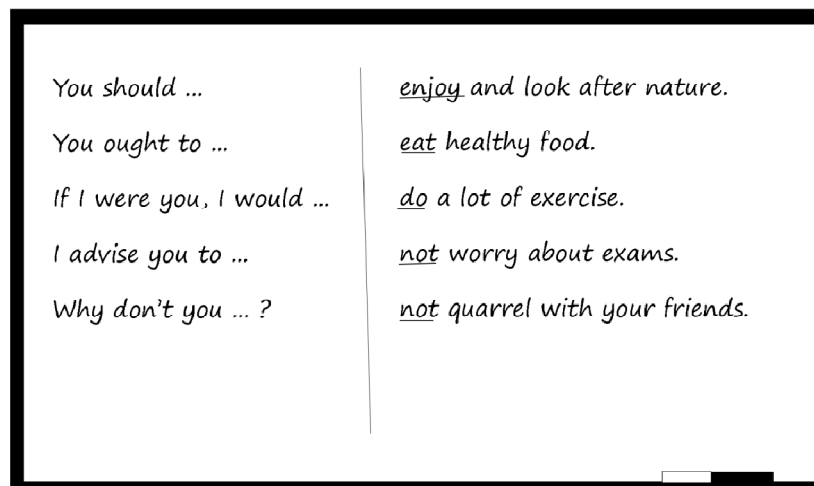 You should ...
You ought to ...
If I were you, I would ...
I advise you to ...
Why don't you ... ?
enjoy and look after nature.
eat healthy food.
do a lot of exercise.
not worry about exams.
not quarrel with your friends.